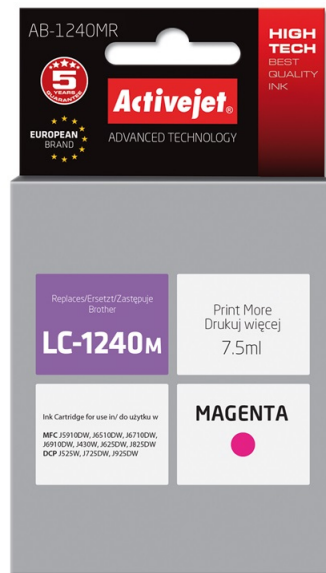 AB-1240MR
HIGH
TECH
BEST
QUALITY
INK
5
YEARS
GUARANTEE
Activejet®
EUROPEAN
BRAND
ADVANCED TECHNOLOGY
Replaces/Ersetzt/Zastępuje
Brother
LC-1240M
Print More
Drukuj więcej
7.5ml
Ink Cartridge for use in/ do użytku w
MFC J5910DW, J6510DW, J6710DW,
J6910DW, J430W, J625DW, J825DW
DCP J525W, J725DW, J925DW
MAGENTA